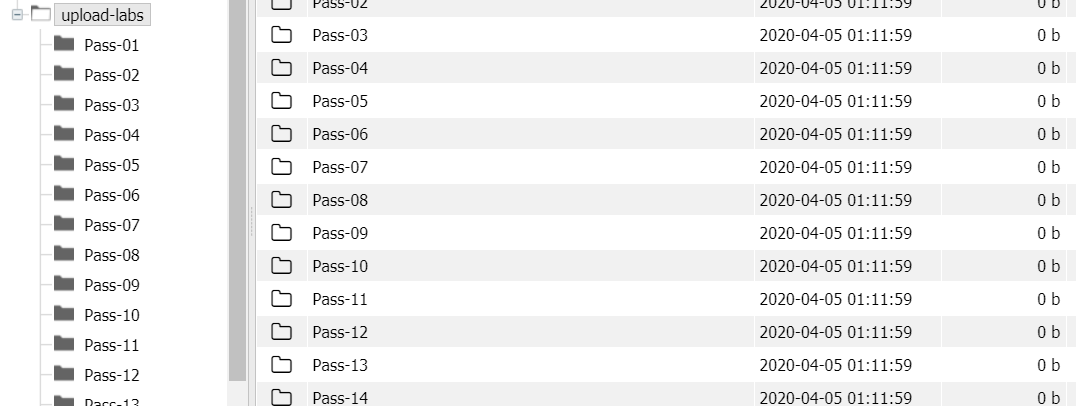 upload-labs
Pass-01
Pass-02
Pass-03
Pass-04
Pass-05
Pass-06
Pass-07
Pass-08
Pass-09
Pass-10
Pass-11
Pass-12
Pass-13
Pass-02 2020-04-05 01:11:59 0 b
Pass-03 2020-04-05 01:11:59 0 b
Pass-04 2020-04-05 01:11:59 0 b
Pass-05 2020-04-05 01:11:59 0 b
Pass-06 2020-04-05 01:11:59 0 b
Pass-07 2020-04-05 01:11:59 0 b
Pass-08 2020-04-05 01:11:59 0 b
Pass-09 2020-04-05 01:11:59 0 b
Pass-10 2020-04-05 01:11:59 0 b
Pass-11 2020-04-05 01:11:59 0 b
Pass-12 2020-04-05 01:11:59 0 b
Pass-13 2020-04-05 01:11:59 0 b
Pass-14 2020-04-05 01:11:59 0 b